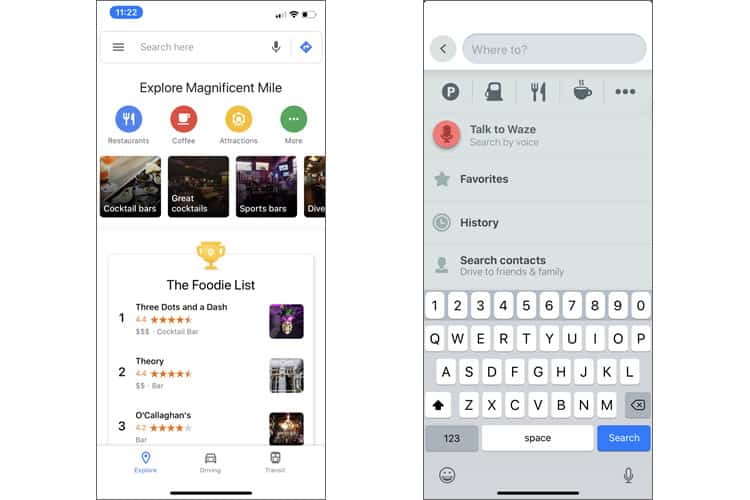 11:22
Search here
Explore Magnificent Mile
Restaurants
Coffee
Attractions
More
Cocktail bars
Great
cocktails
Sports bars
Dive
The Foodie List
1
Three Dots and a Dash
4.4
$$$ · Cocktail Bar
2
Theory
4.4
$$ · Bar
3
O'Callaghan's
4.2
Bar
Explore
Driving
Transit
Where to?
P
Talk to Waze
Search by voice
Favorites
History
Search contacts
Drive to friends & family
1 2 3 4 5 6 7 8 9 0
Q W E R T Y U I O P
A S D F G H J K L
Z X C V B N M
123 space Search